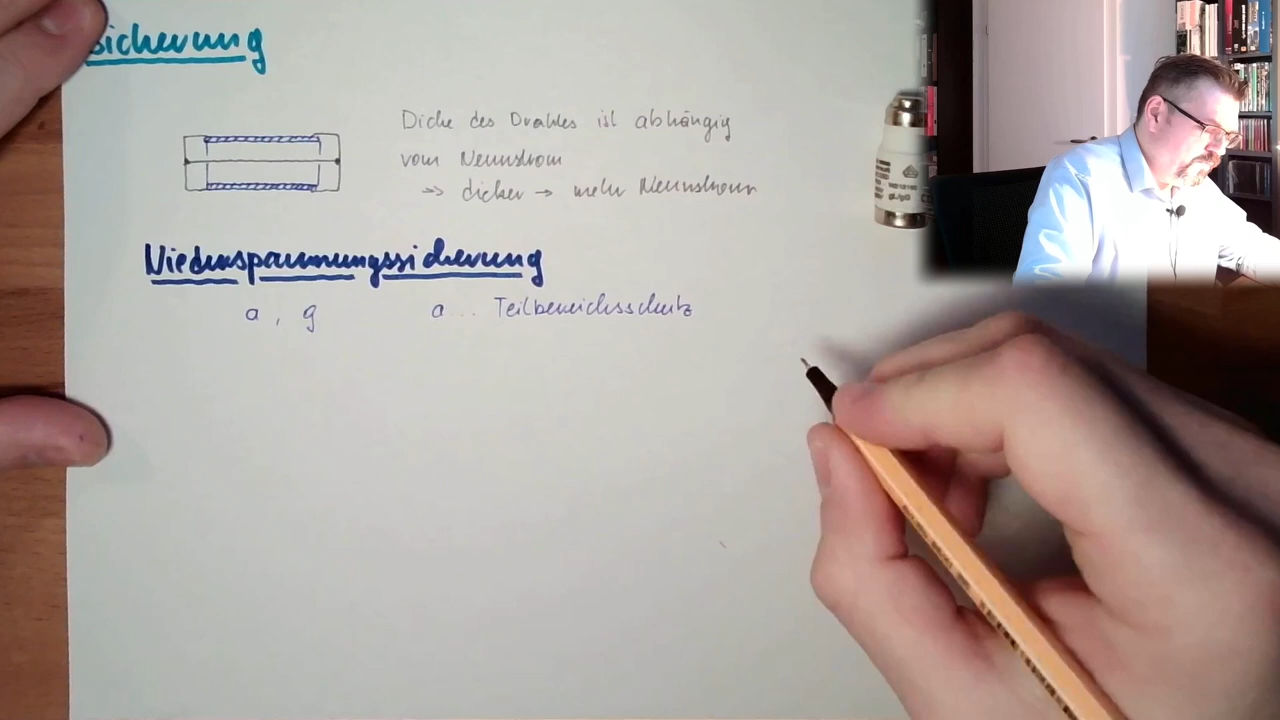 sicherung
Dicke des Drahtes ist abhängig
vom Nennstrom
⇒ dicker → mehr Nennstrom
Niederspannungssicherung
a , g a ... Teilbereichsschutz